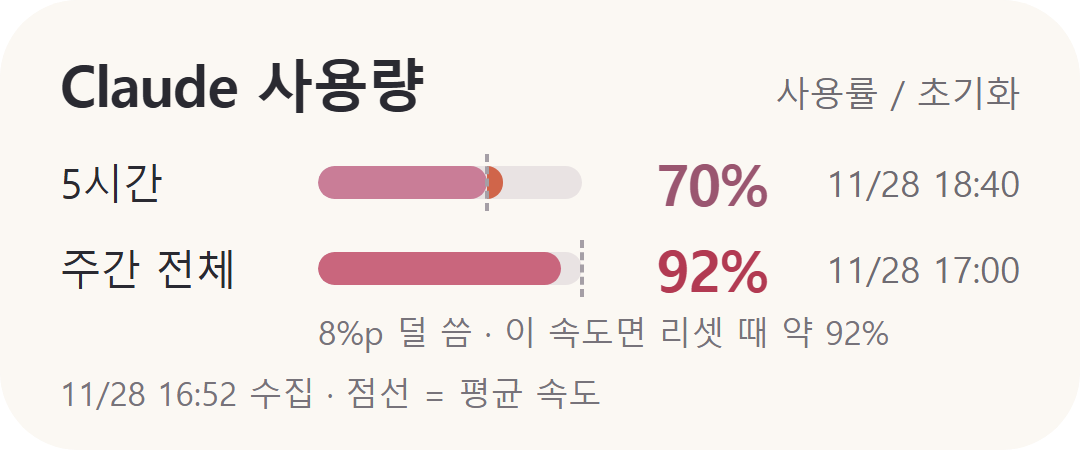 Claude 사용량
사용률 / 초기화
5시간 70% 11/28 18:40
주간 전체 92% 11/28 17:00
8%p 덜 씀 · 이 속도면 리셋 때 약 92%
11/28 16:52 수집 · 점선 = 평균 속도